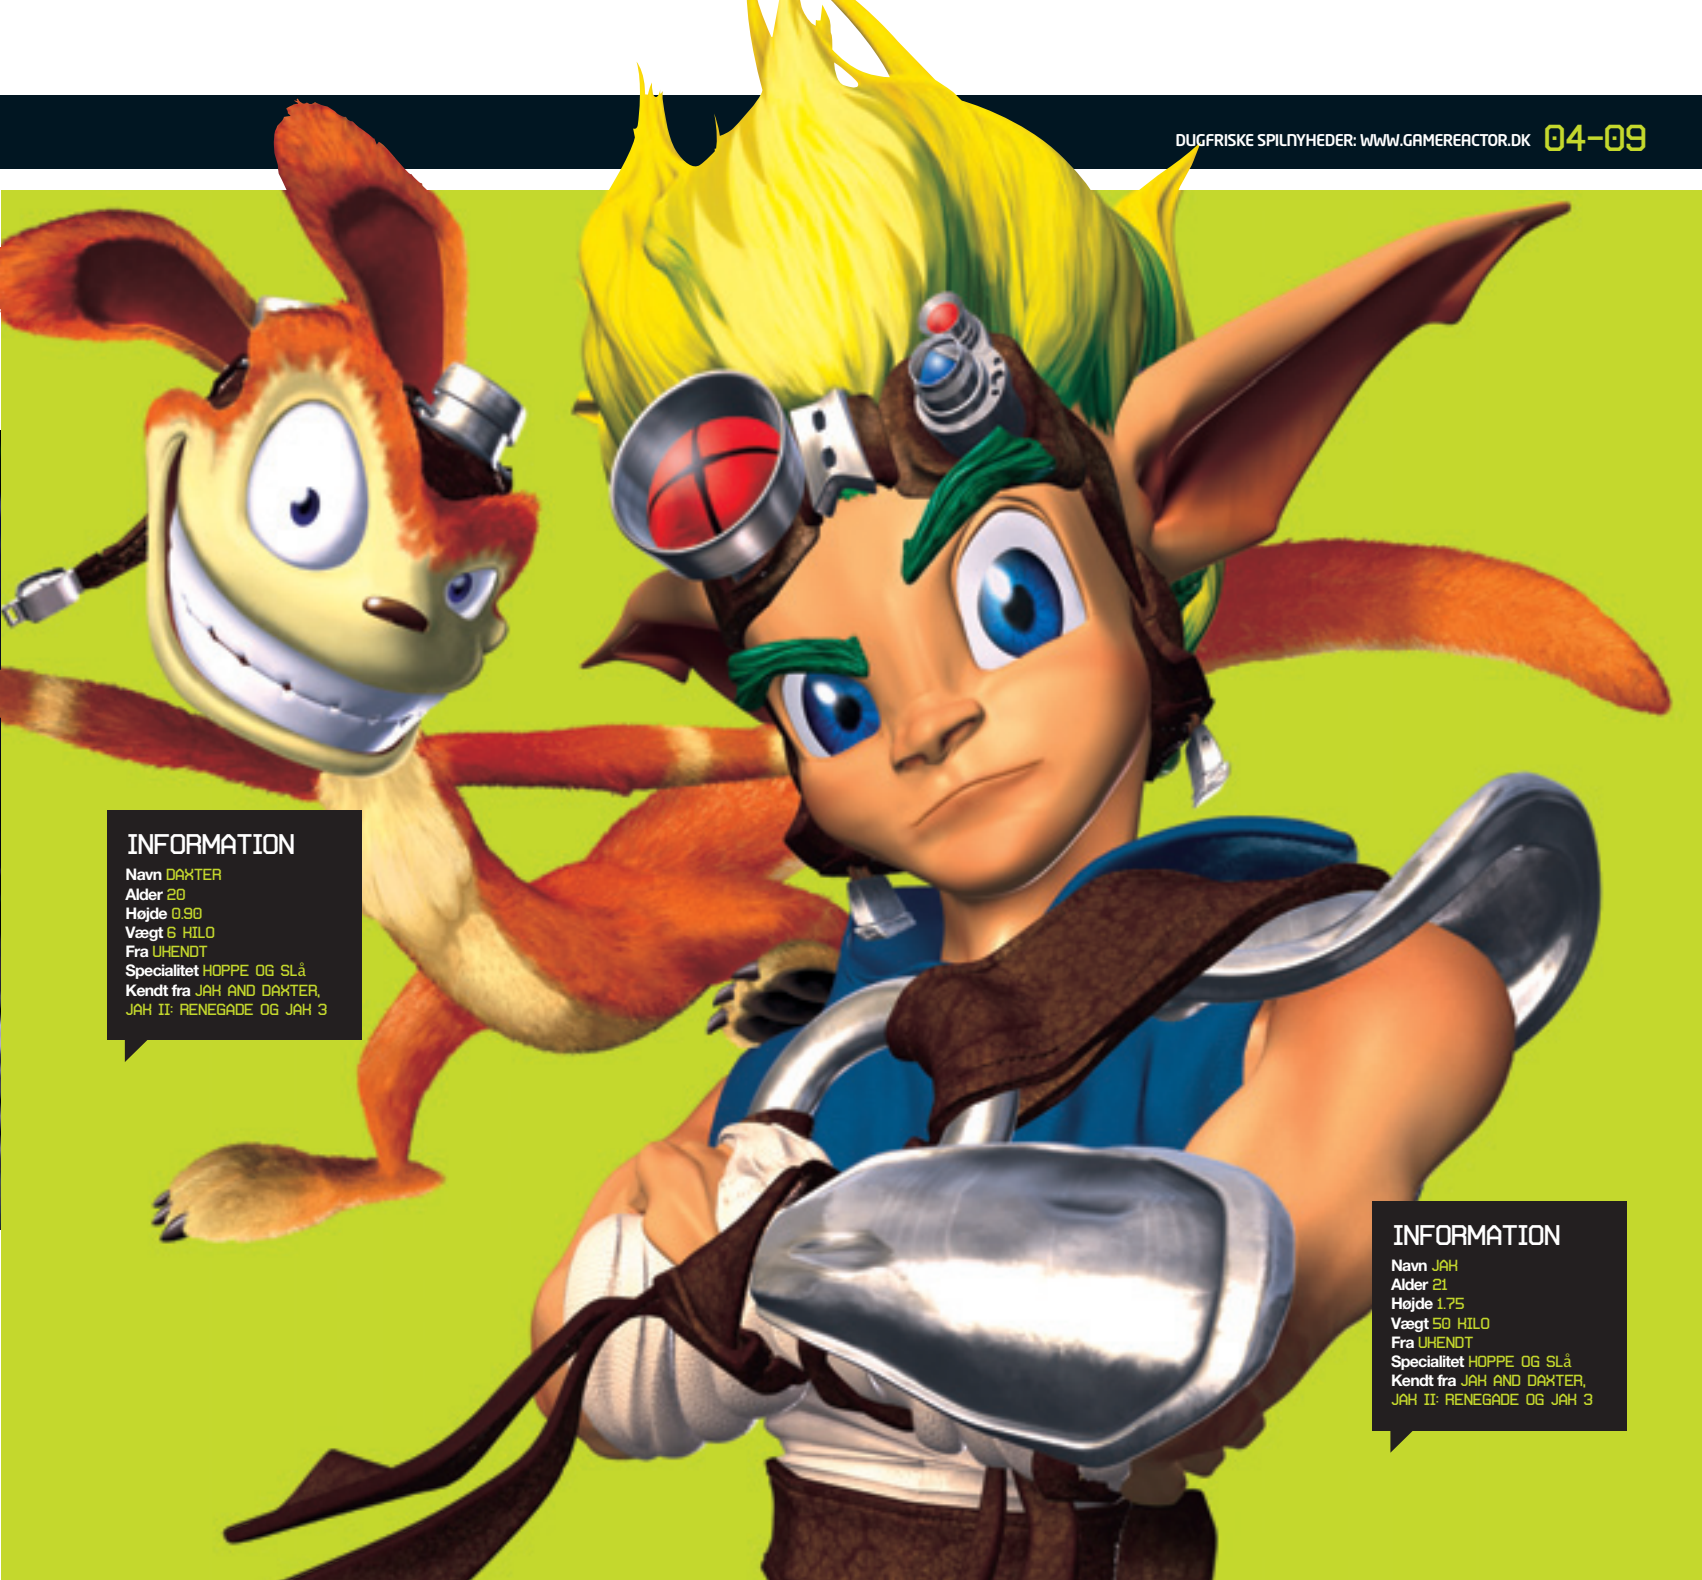 DUGFRISKE SPILNYHEDER: WWW.GAMEREACTOR.DK 04-09
INFORMATION
Navn DAXTER
Alder 20
Højde 0.90
Vægt 6 KILO
Fra UKENDT
Specialitet HOPPE OG SLå
Kendt fra JAK AND DAXTER,
JAK II: RENEGADE OG JAK 3
INFORMATION
Navn JAK
Alder 21
Højde 1.75
Vægt 50 KILO
Fra UKENDT
Specialitet HOPPE OG SLå
Kendt fra JAK AND DAXTER,
JAK II: RENEGADE OG JAK 3